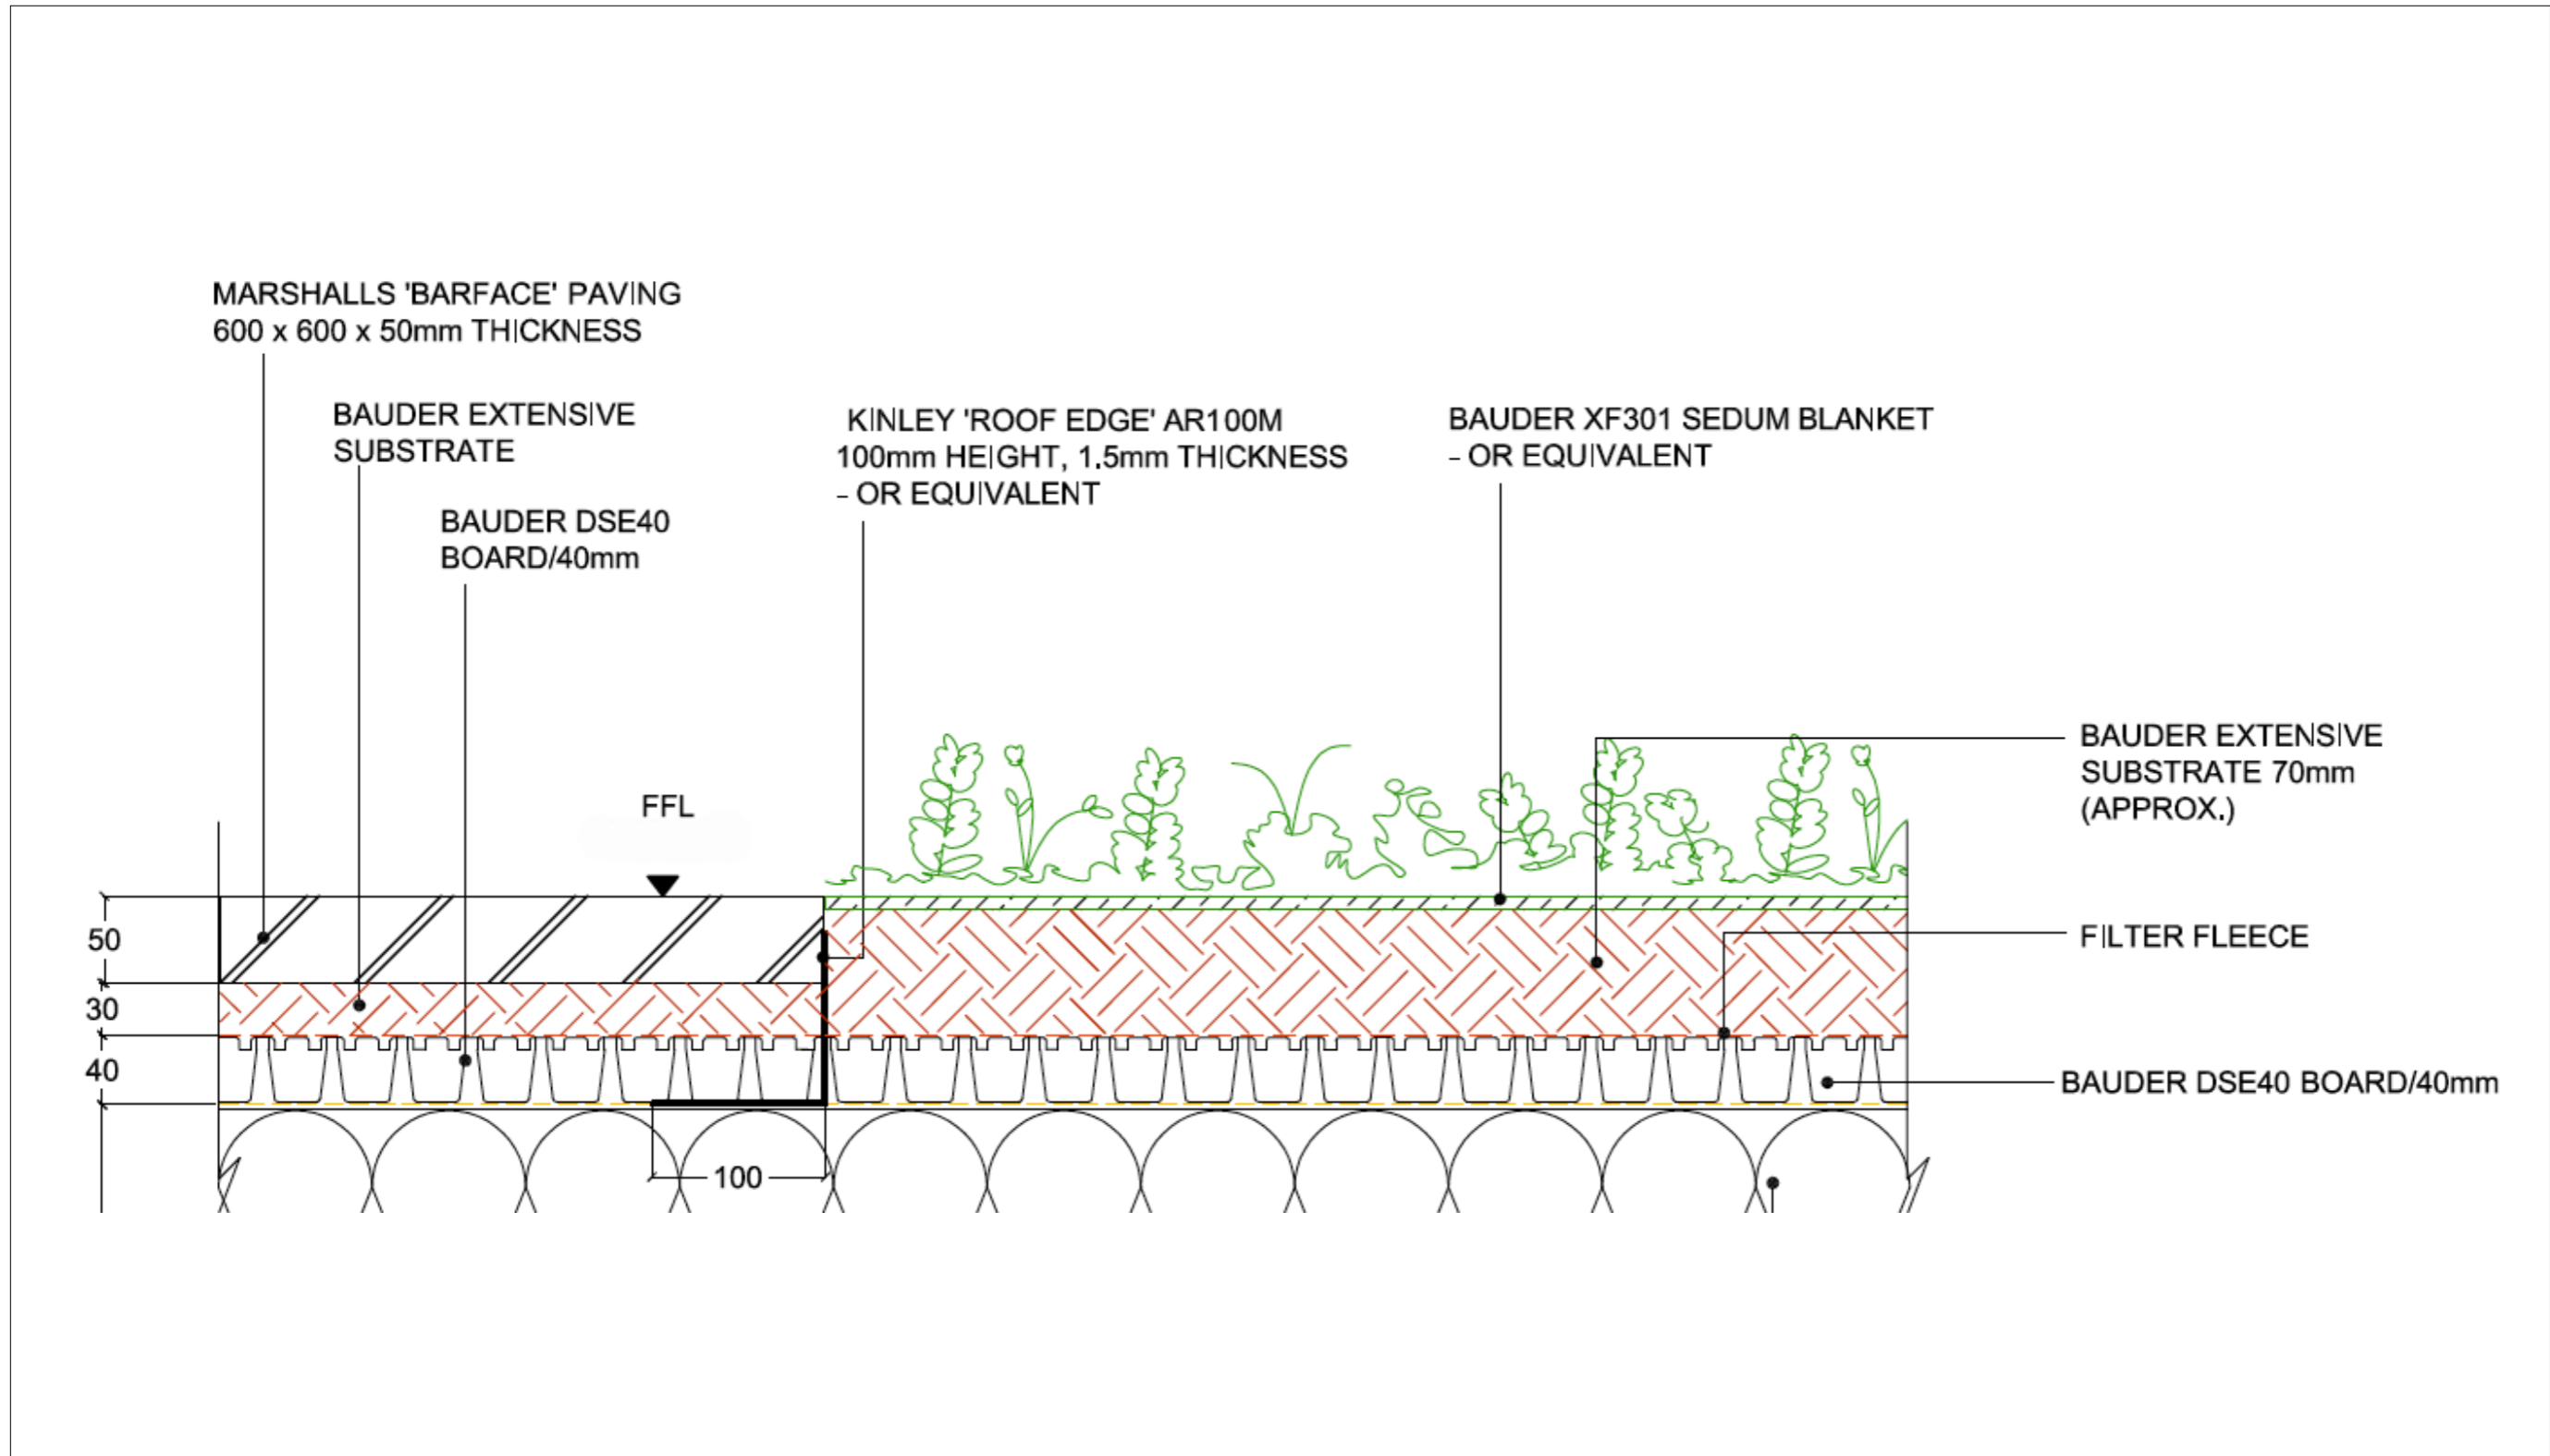 MARSHALLS 'BARFACE' PAVING
600 x 600 x 50mm THICKNESS
BAUDER EXTENSIVE
SUBSTRATE
BAUDER DSE40
BOARD/40mm
KINLEY 'ROOF EDGE' AR100M
100mm HEIGHT, 1.5mm THICKNESS
- OR EQUIVALENT
BAUDER XF301 SEDUM BLANKET
- OR EQUIVALENT
BAUDER EXTENSIVE
SUBSTRATE 70mm
(APPROX.)
FFL
FILTER FLEECE
BAUDER DSE40 BOARD/40mm
50
30
40
100